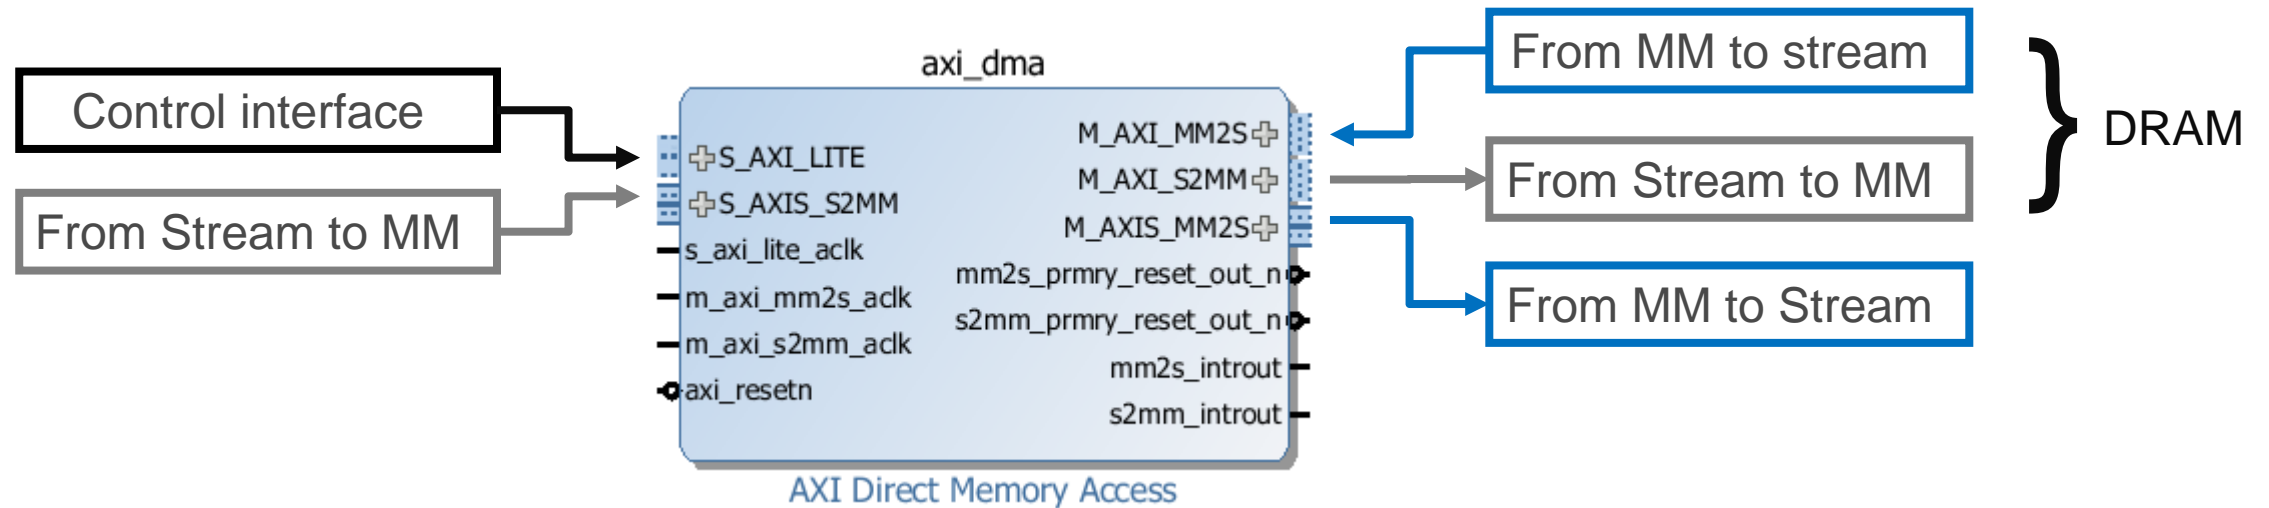 Control interface
From Stream to MM
axi_dma
S_AXI_LITE
S_AXIS_S2MM
s_axi_lite_aclk
m_axi_mm2s_aclk
m_axi_s2mm_aclk
axi_resetn
M_AXI_MM2S
M_AXI_S2MM
M_AXIS_MM2S
mm2s_prmry_reset_out_n
s2mm_prmry_reset_out_n
mm2s_introut
s2mm_introut
AXI Direct Memory Access
From MM to stream
From Stream to MM
From MM to Stream
DRAM